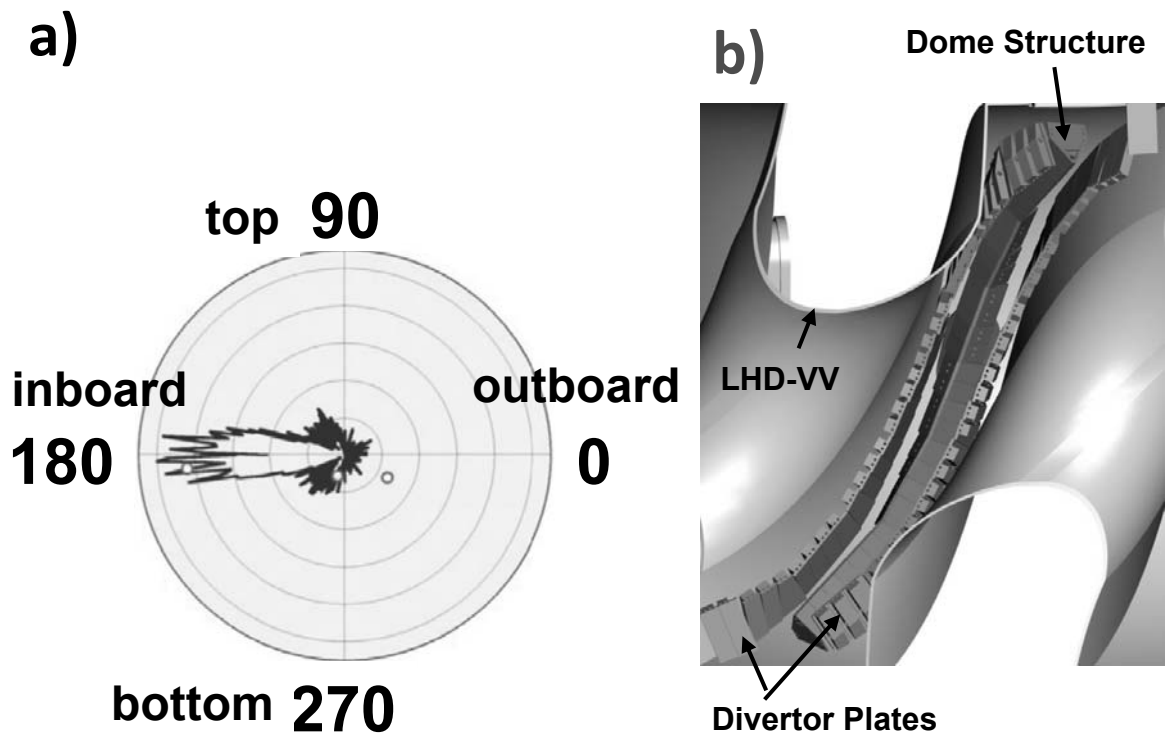 a)
top 90
inboard
180
outboard
0
bottom 270
b)
Dome Structure
LHD-VV
Divertor Plates